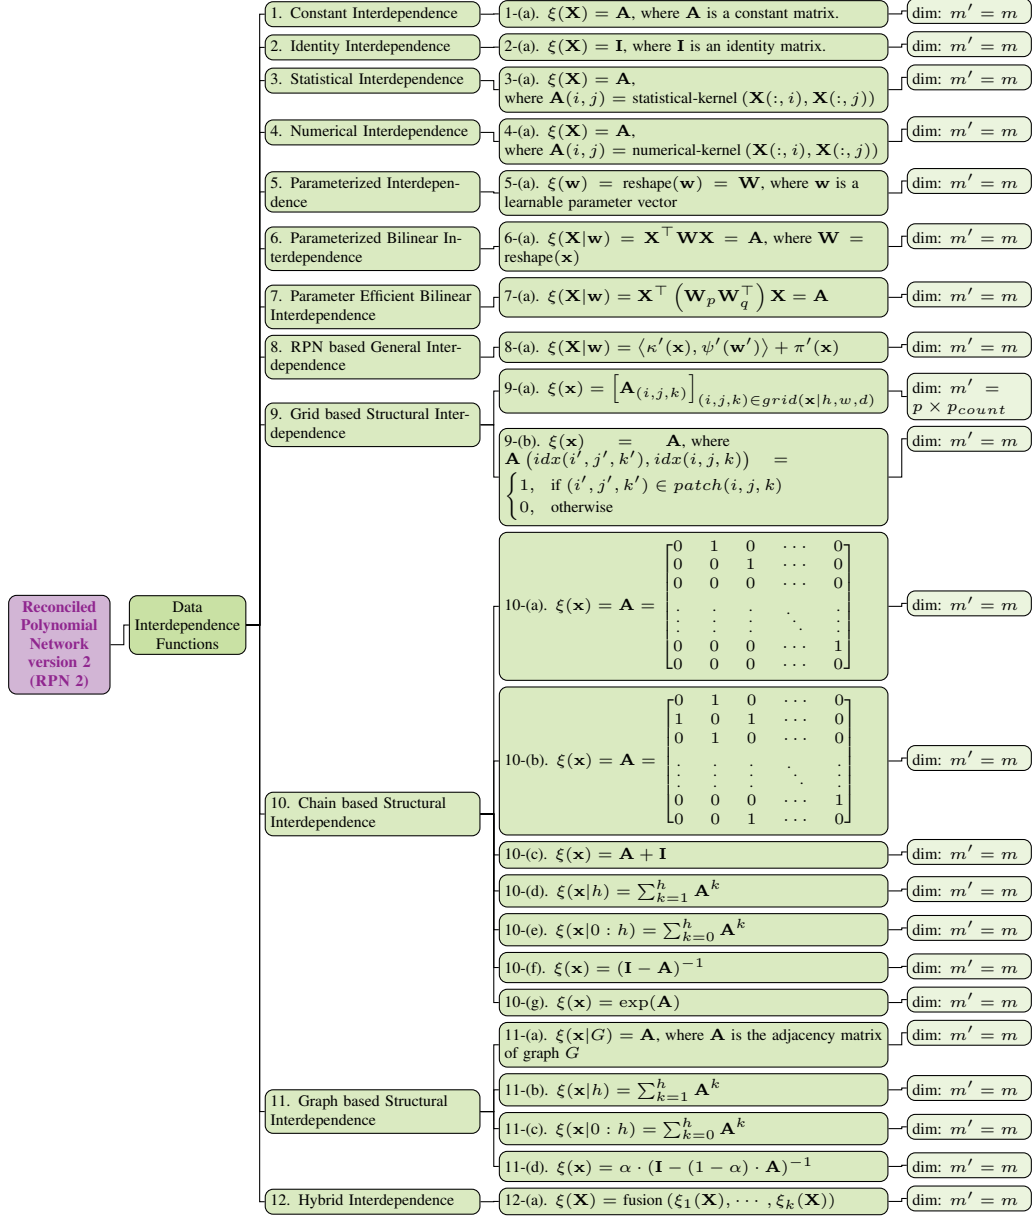 1. Constant Interdependence
1-(a). ξ(X) = A, where A is a constant matrix.
dim: m′ = m
2. Identity Interdependence
2-(a). ξ(X) = I, where I is an identity matrix.
dim: m′ = m
3. Statistical Interdependence
3-(a). ξ(X) = A,
where A(i, j) = statistical-kernel (X(:, i), X(:, j))
dim: m′ = m
4. Numerical Interdependence
4-(a). ξ(X) = A,
where A(i, j) = numerical-kernel (X(:, i), X(:, j))
dim: m′ = m
5. Parameterized Interdepen-
dence
5-(a). ξ(w) = reshape(w) = W, where w is a
learnable parameter vector
dim: m′ = m
6. Parameterized Bilinear In-
terdependence
6-(a). ξ(X|w) = X⊤WX = A, where W =
reshape(x)
dim: m′ = m
7. Parameter Efficient Bilinear
Interdependence
7-(a). ξ(X|w) = X⊤ (W_p W_q⊤) X = A
dim: m′ = m
8. RPN based General Inter-
dependence
8-(a). ξ(X|w) = ⟨κ′(x), ψ′(w′)⟩ + π′(x)
dim: m′ = m
9. Grid based Structural Inter-
dependence
9-(a). ξ(x) = [A_(i,j,k)]_(i,j,k)∈grid(x|h,w,d)
dim: m′ =
p × p_count
9-(b). ξ(x) = A, where
A (idx(i′, j′, k′), idx(i, j, k)) =
{1, if (i′, j′, k′) ∈ patch(i, j, k)
0, otherwise
dim: m′ = m
Reconciled
Polynomial
Network
version 2
(RPN 2)
Data
Interdependence
Functions
10. Chain based Structural
Interdependence
10-(a). ξ(x) = A =
0 1 0 ⋯ 0
0 0 1 ⋯ 0
0 0 0 ⋯ 0
⋮ ⋮ ⋮ ⋱ ⋮
0 0 0 ⋯ 1
0 0 0 ⋯ 0
dim: m′ = m
10-(b). ξ(x) = A =
0 1 0 ⋯ 0
1 0 1 ⋯ 0
0 1 0 ⋯ 0
⋮ ⋮ ⋮ ⋱ ⋮
0 0 0 ⋯ 1
0 0 1 ⋯ 0
dim: m′ = m
10-(c). ξ(x) = A + I
dim: m′ = m
10-(d). ξ(x|h) = ∑_{k=1}^{h} A^k
dim: m′ = m
10-(e). ξ(x|0 : h) = ∑_{k=0}^{h} A^k
dim: m′ = m
10-(f). ξ(x) = (I − A)^−1
dim: m′ = m
10-(g). ξ(x) = exp(A)
dim: m′ = m
11. Graph based Structural
Interdependence
11-(a). ξ(x|G) = A, where A is the adjacency matrix
of graph G
dim: m′ = m
11-(b). ξ(x|h) = ∑_{k=1}^{h} A^k
dim: m′ = m
11-(c). ξ(x|0 : h) = ∑_{k=0}^{h} A^k
dim: m′ = m
11-(d). ξ(x) = α · (I − (1 − α) · A)^−1
dim: m′ = m
12. Hybrid Interdependence
12-(a). ξ(X) = fusion (ξ₁(X), ⋯ , ξ_k(X))
dim: m′ = m